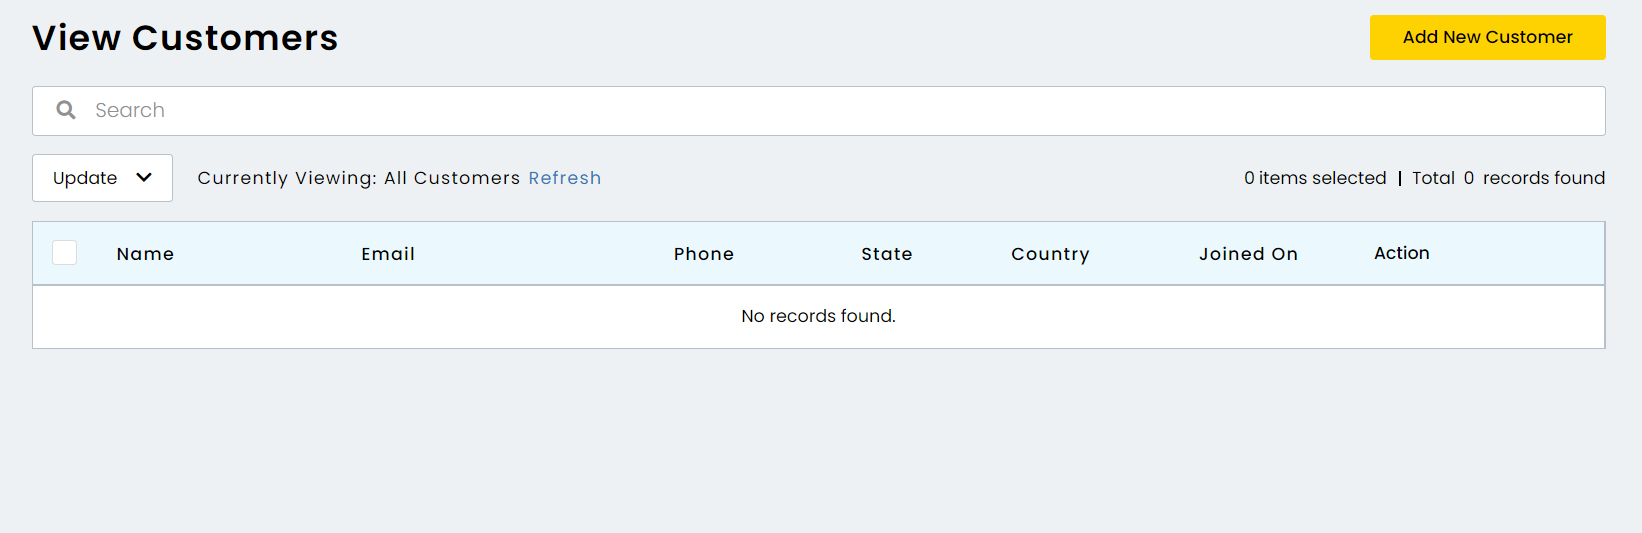 View Customers
Add New Customer
Search
Update
Currently Viewing: All Customers Refresh
0 items selected | Total 0 records found
Name Email Phone State Country Joined On Action
No records found.